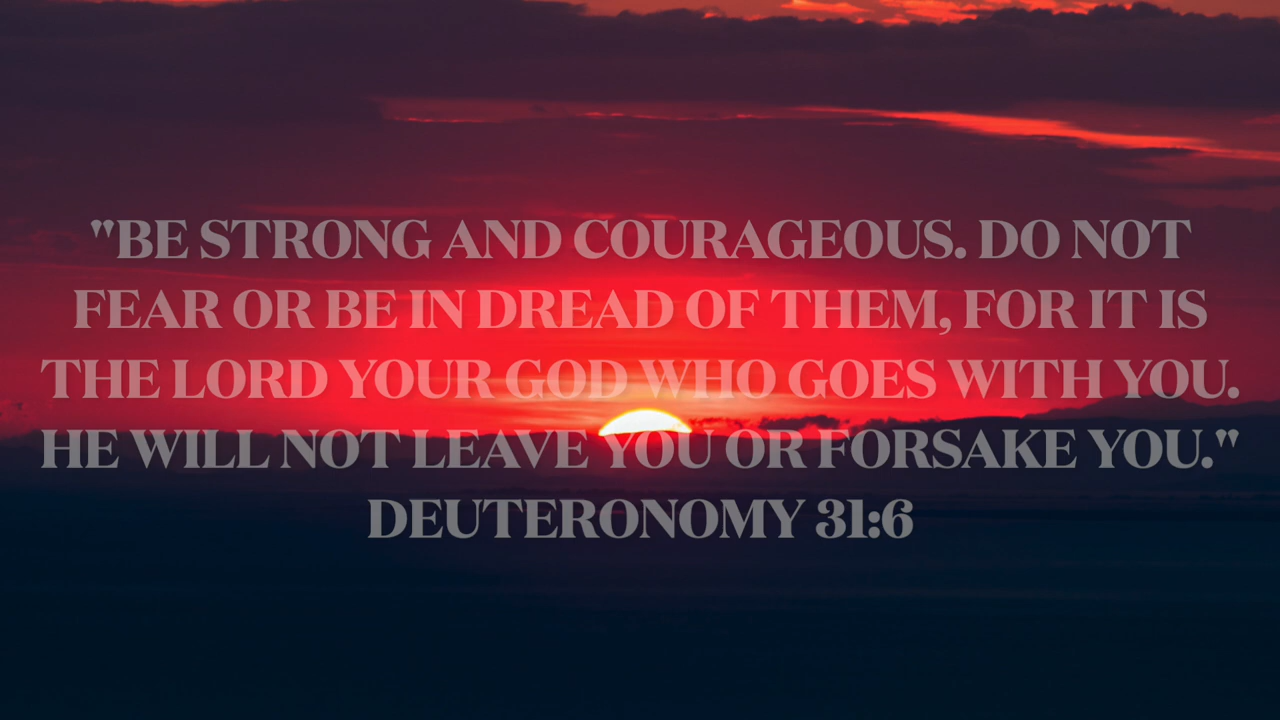 "BE STRONG AND COURAGEOUS. DO NOT
FEAR OR BE IN DREAD OF THEM, FOR IT IS
THE LORD YOUR GOD WHO GOES WITH YOU.
HE WILL NOT LEAVE YOU OR FORSAKE YOU."
DEUTERONOMY 31:6